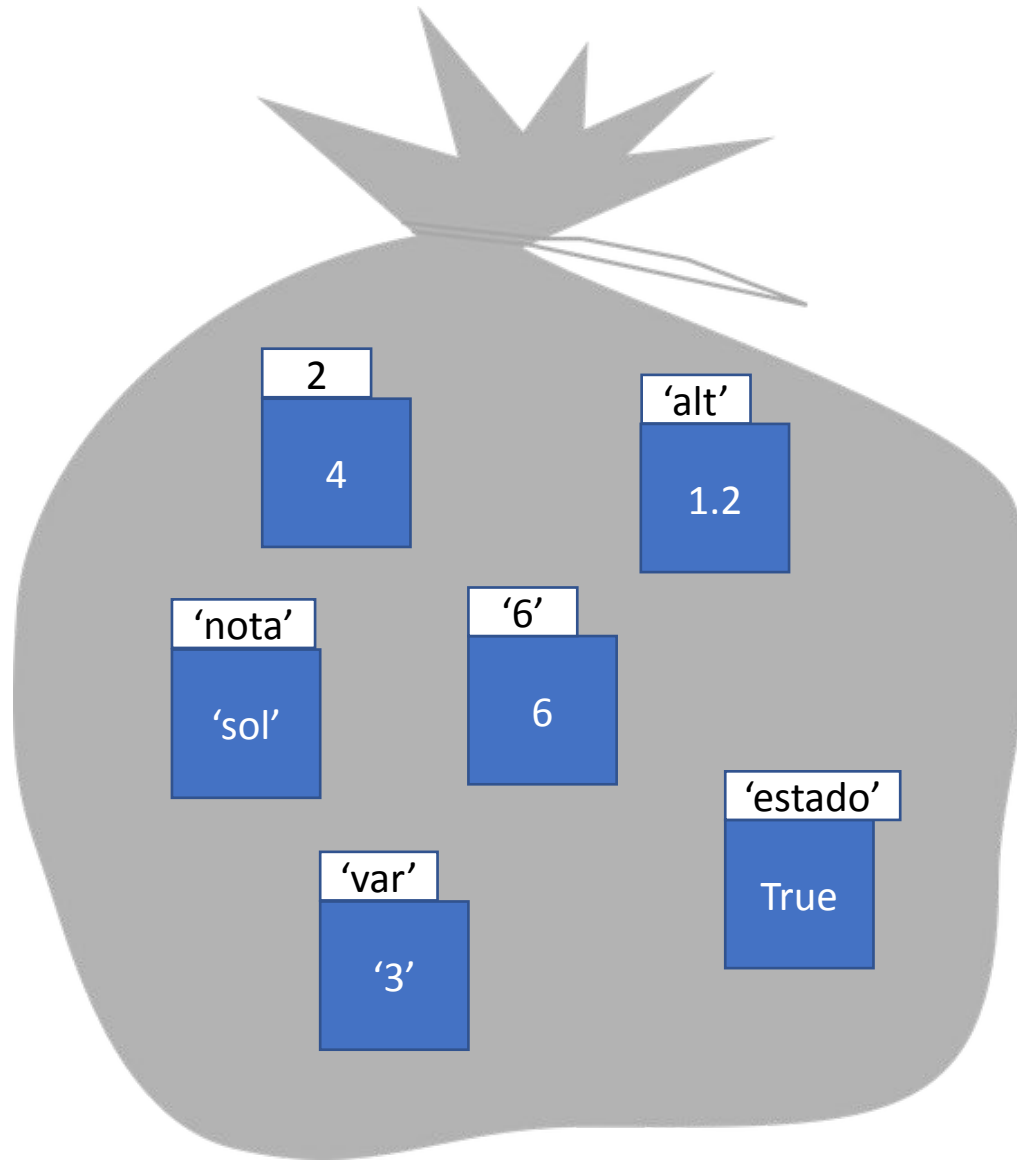 2
4
‘alt’
1.2
‘nota’
‘sol’
‘6’
6
‘estado’
True
‘var’
‘3’